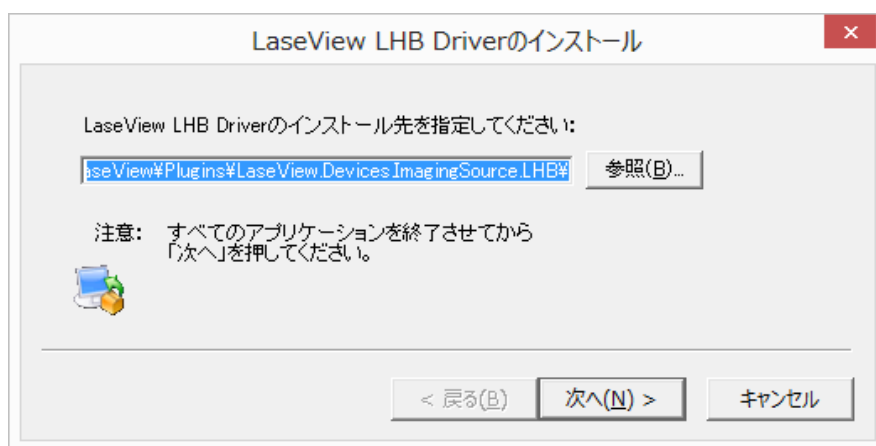 LaseView LHB Driverのインストール
×
LaseView LHB Driverのインストール先を指定してください:
aseView¥Plugins¥LaseView.Devices.ImagingSource.LHB¥
参照(B)...
注意: すべてのアプリケーションを終了させてから
「次へ」を押してください。
< 戻る(B)
次へ(N) >
キャンセル